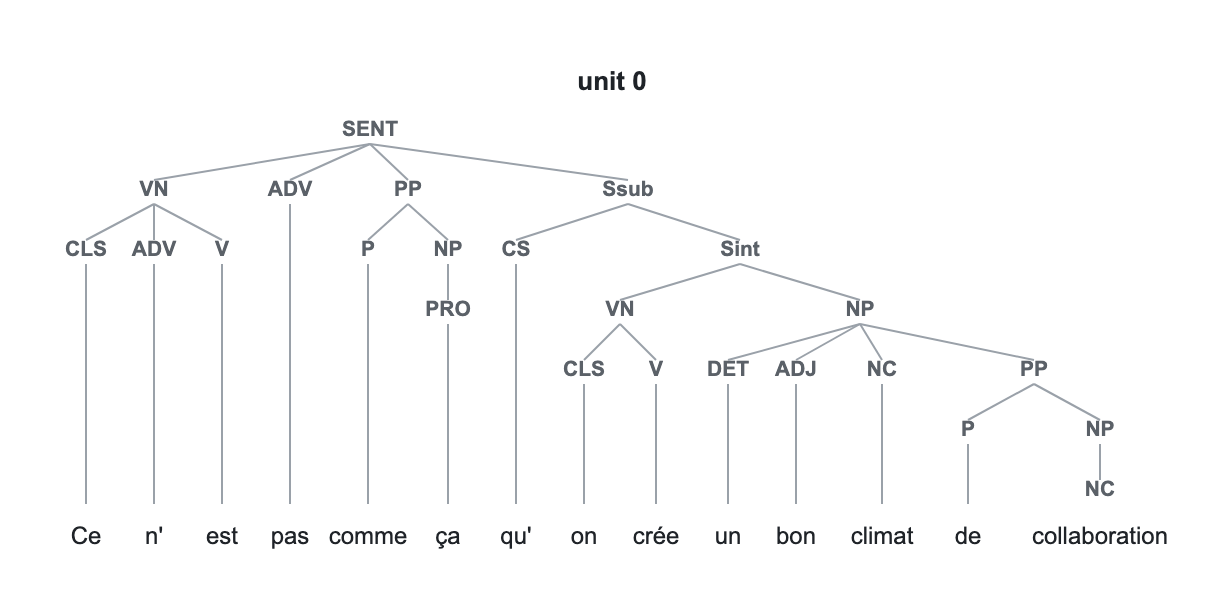 unit 0
SENT
VN ADV PP Ssub
CLS ADV V P NP CS Sint
PRO VN NP
CLS V DET ADJ NC PP
P NP
NC
Ce n' est pas comme ça qu' on crée un bon climat de collaboration